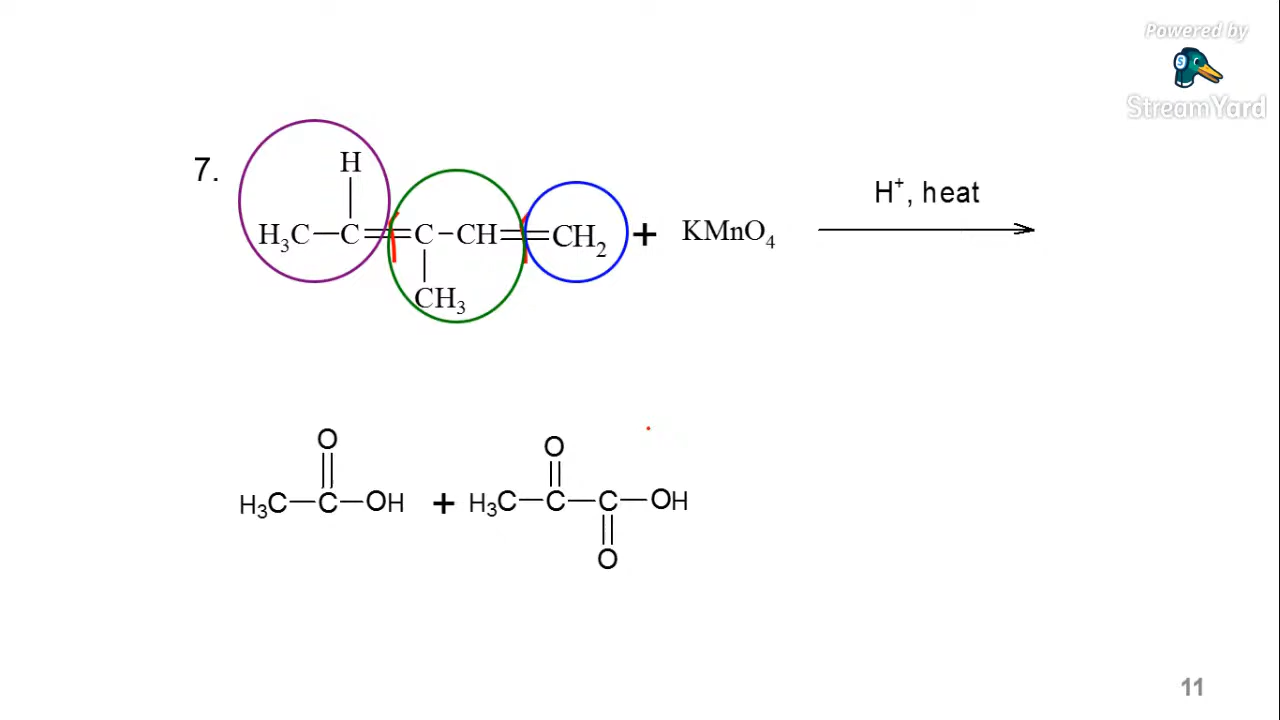 Powered by
StreamYard
7.
H
H₃C—C=C—CH=CH₂ + KMnO₄
H⁺, heat
CH₃
O
O
H₃C—C—OH + H₃C—C—C—OH
O
11